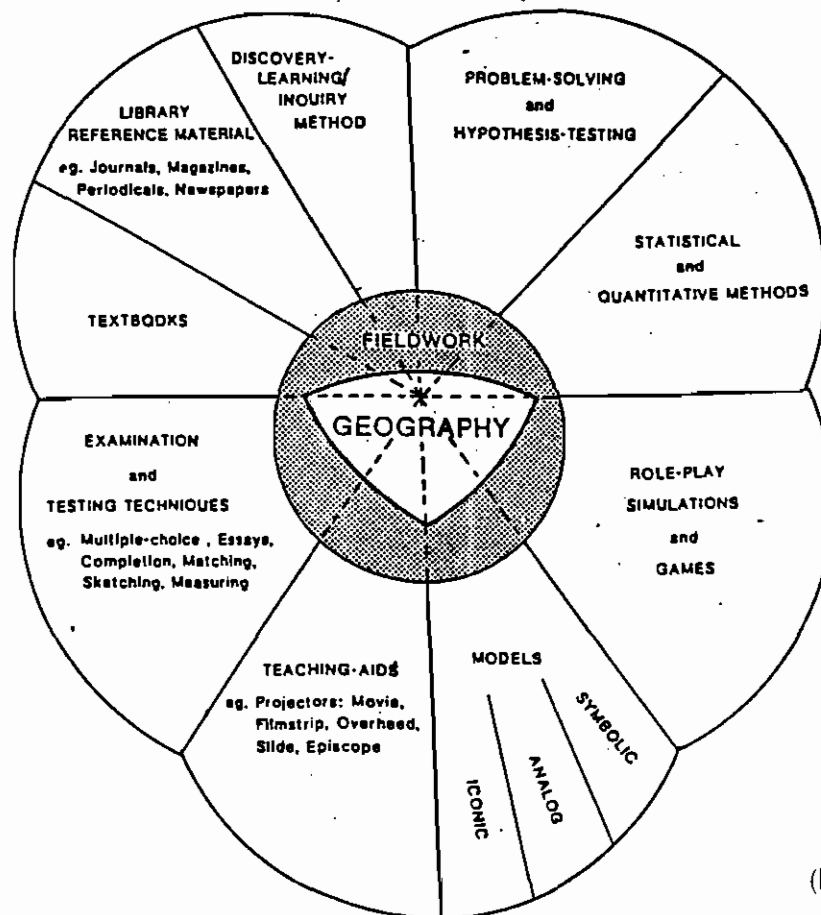 DISCOVERY-
LEARNING/
INQUIRY
METHOD
PROBLEM-SOLVING
and
HYPOTHESIS-TESTING
LIBRARY
REFERENCE MATERIAL
eg. Journals, Magazines,
Periodicals, Newspapers
STATISTICAL
and
QUANTITATIVE METHODS
TEXTBOOKS
FIELDWORK
GEOGRAPHY
EXAMINATION
and
TESTING TECHNIQUES
eg. Multiple-choice, Essays,
Completion, Matching,
Sketching, Measuring
ROLE-PLAY
SIMULATIONS
and
GAMES
TEACHING-AIDS
eg. Projectors: Movie,
Filmstrip, Overhead,
Slide, Episcope
MODELS
ICONIC
ANALOG
SYMBOLIC